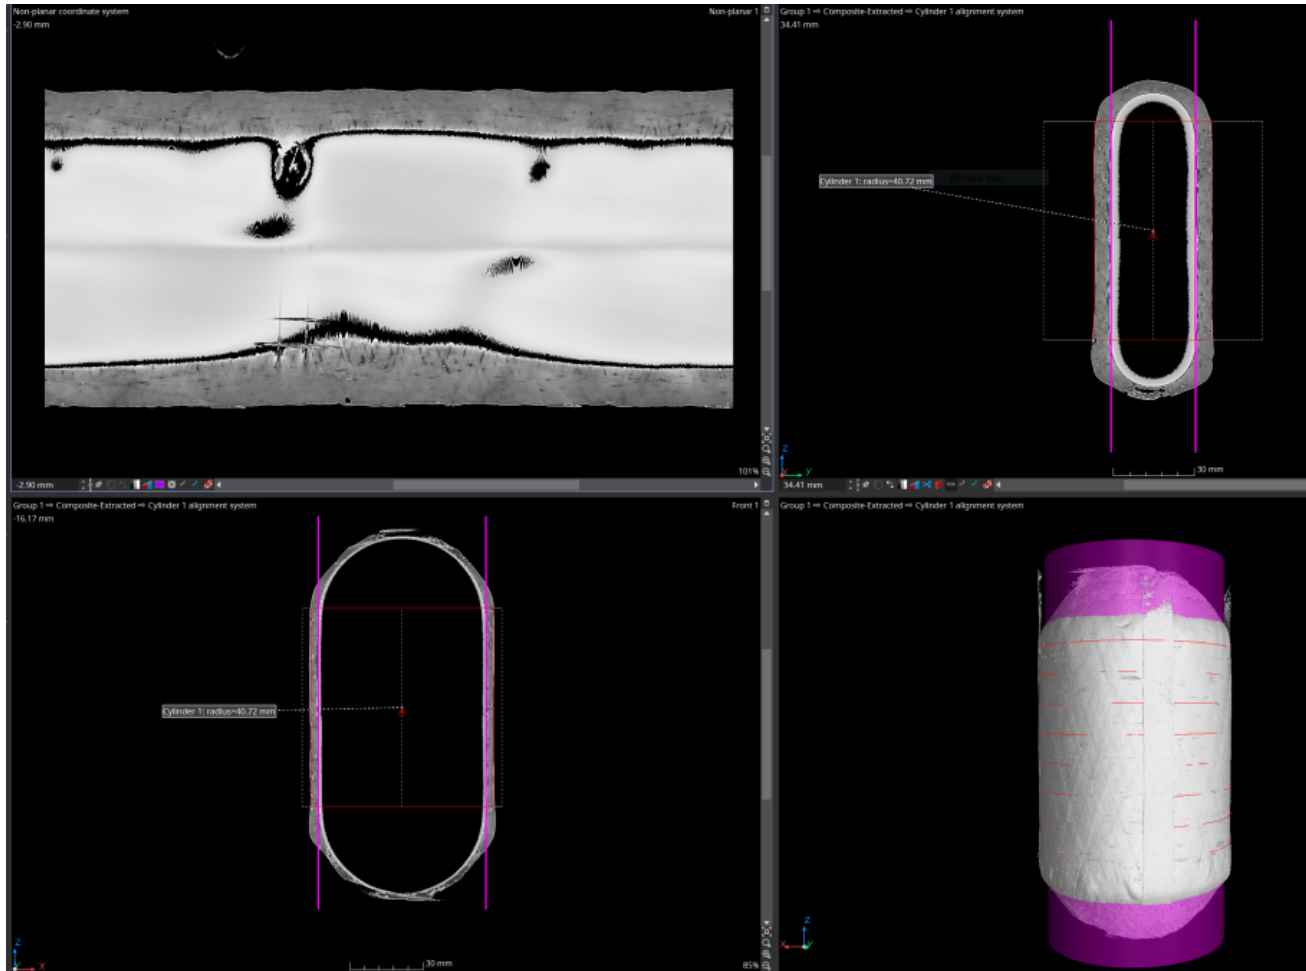 Non-planar coordinate system
Non-planar 1
-2.90 mm
101%
-2.90 mm
Group 1 ⇨ Composite-Extracted ⇨ Cylinder 1 alignment system
34.41 mm
Cylinder 1: radius=40.72 mm
Z
Y
30 mm
34.41 mm
Group 1 ⇨ Composite-Extracted ⇨ Cylinder 1 alignment system
Front 1
-16.17 mm
Cylinder 1: radius=40.72 mm
Z
X
30 mm
85%
Group 1 ⇨ Composite-Extracted ⇨ Cylinder 1 alignment system
Z
X
Y